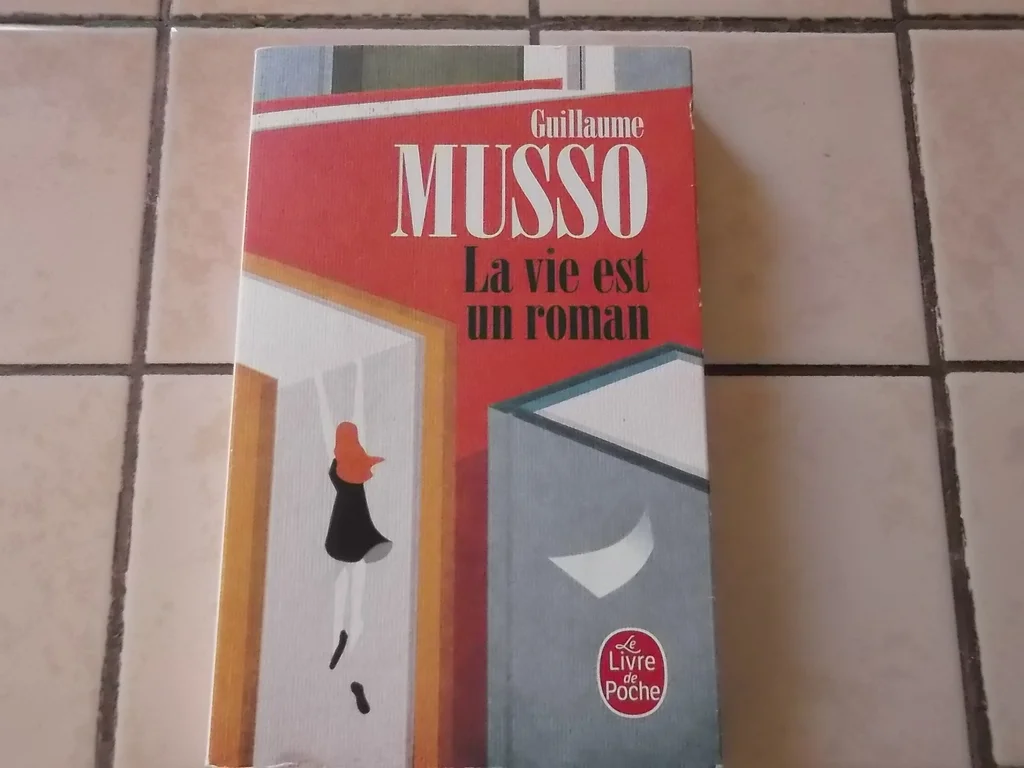 Guillaume
MUSSO
La vie est
un roman
Le
LIVRE
de
POCHE